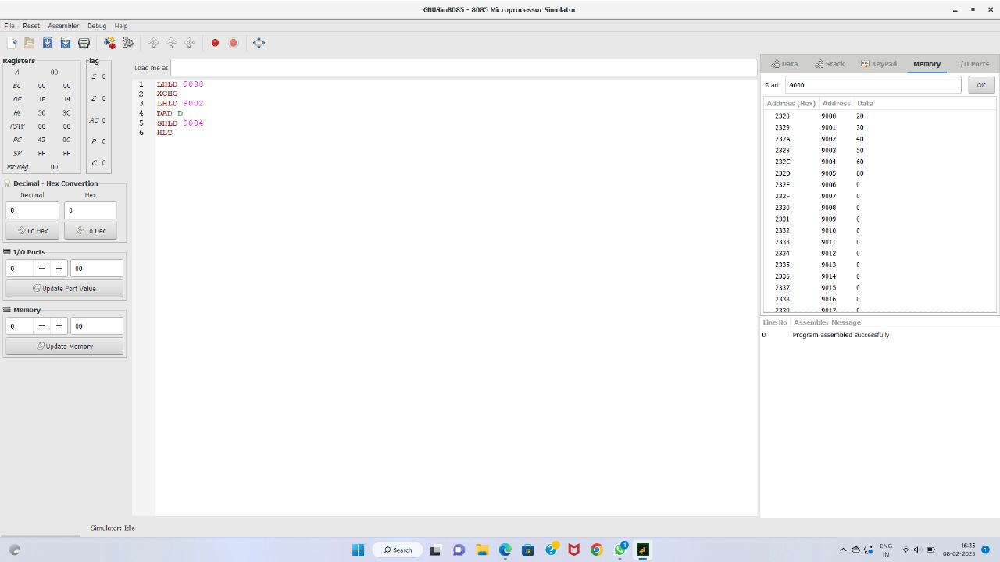 GNUSim8085 - 8085 Microprocessor Simulator
File Reset Assembler Debug Help
Registers
A 00
BC 00 00
DE 1E 14
HL 50 3C
PSW 00 00
PC 42 0C
SP FF FF
Int-Reg 00
Flag
S 0
Z 0
AC 0
P 0
C 0
Decimal - Hex Convertion
Decimal Hex
0 0
To Hex To Dec
I/O Ports
0 − + 00
Update Port Value
Memory
0 − + 00
Update Memory
Load me at
1 LHLD 9000
2 XCHG
3 LHLD 9002
4 DAD D
5 SHLD 9004
6 HLT
Data Stack KeyPad Memory I/O Ports
Start 9000 OK
Address (Hex) Address Data
2328 9000 20
2329 9001 30
232A 9002 40
232B 9003 50
232C 9004 60
232D 9005 80
232E 9006 0
232F 9007 0
2330 9008 0
2331 9009 0
2332 9010 0
2333 9011 0
2334 9012 0
2335 9013 0
2336 9014 0
2337 9015 0
2338 9016 0
2339 9017 0
Line No Assembler Message
0 Program assembled successfully
Simulator: Idle
Search
1
ENG
IN
16:35
08-02-2023
1